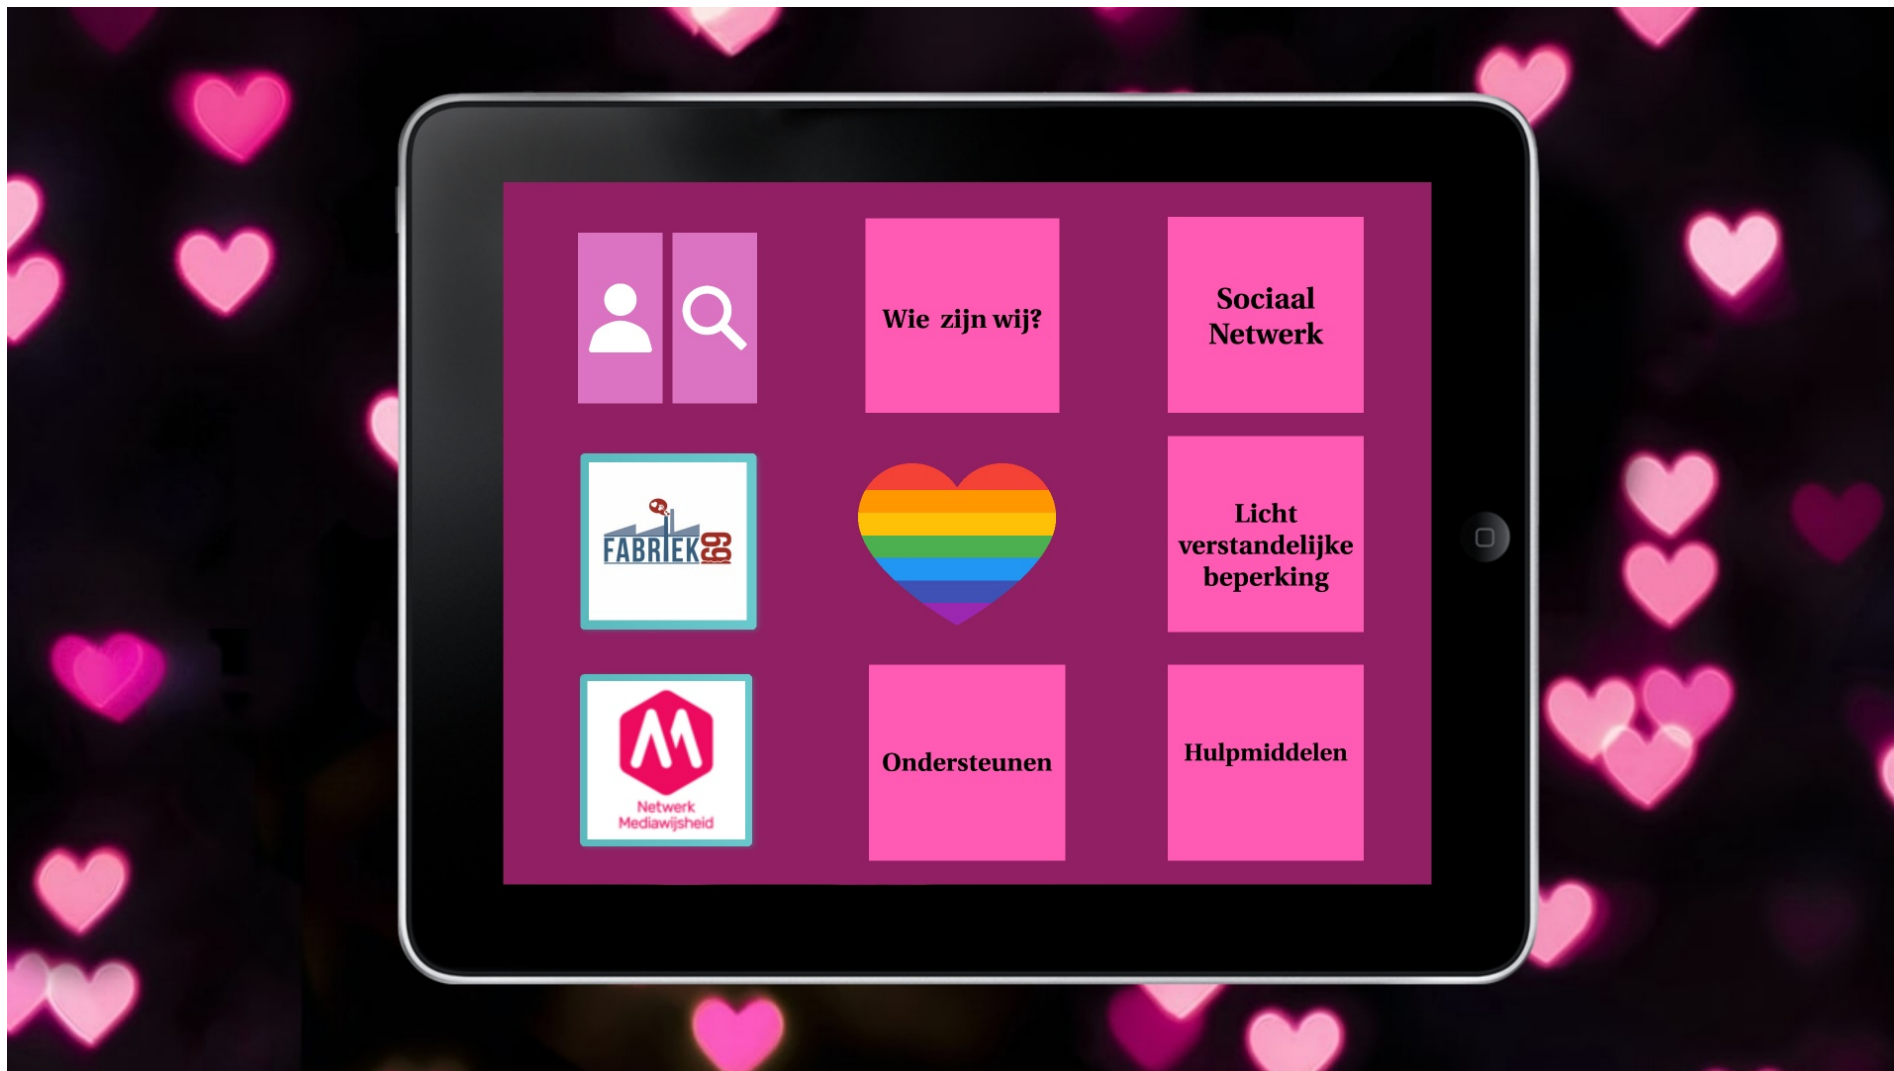 Wie zijn wij?
Sociaal
Netwerk
FABRIEK69
Licht
verstandelijke
beperking
Netwerk
Mediawijsheid
Ondersteunen
Hulpmiddelen